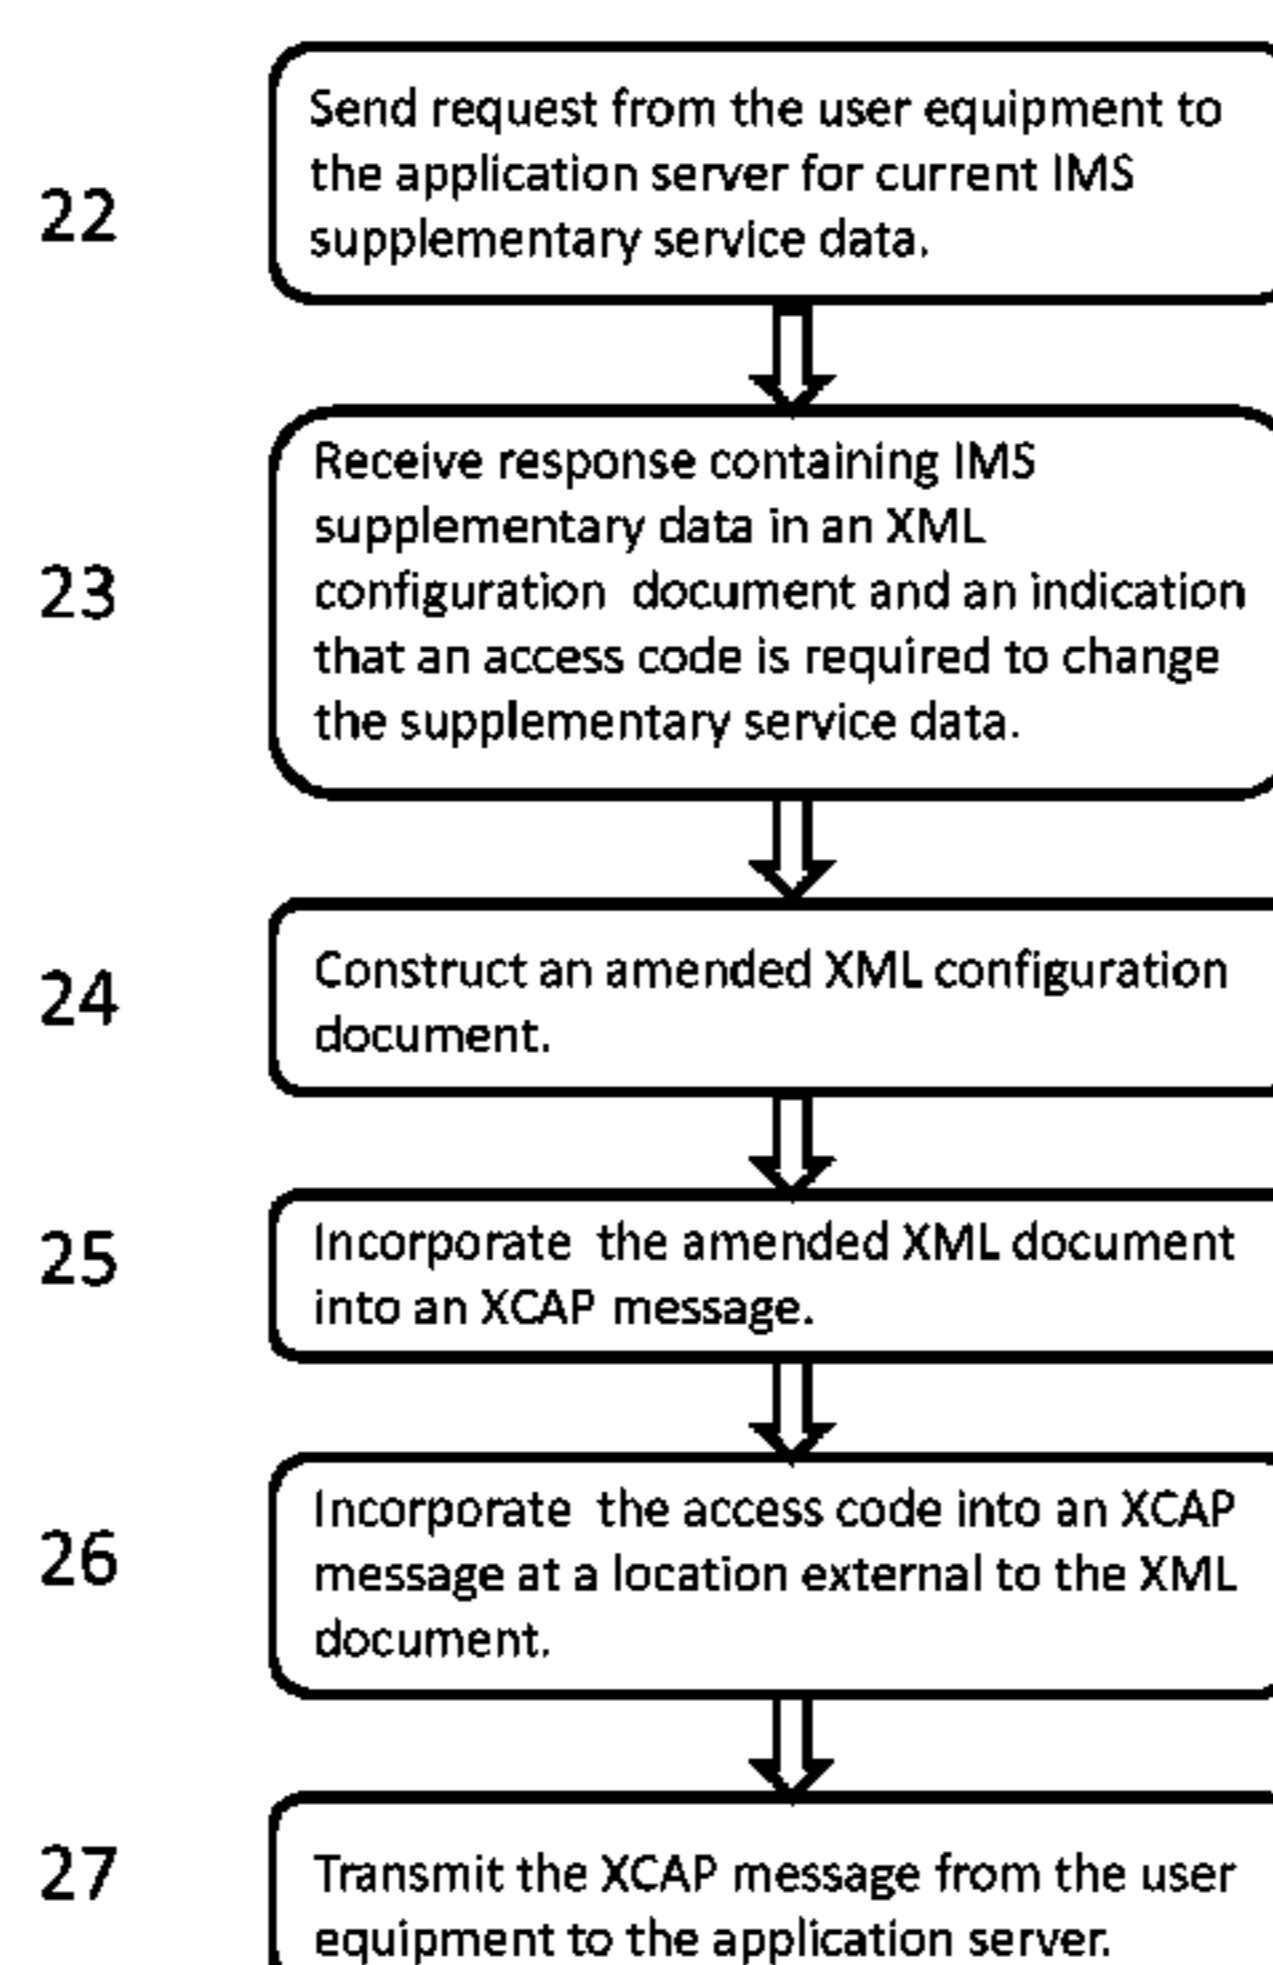 22
Send request from the user equipment to
the application server for current IMS
supplementary service data.
23
Receive response containing IMS
supplementary data in an XML
configuration document and an indication
that an access code is required to change
the supplementary service data.
24
Construct an amended XML configuration
document.
25
Incorporate the amended XML document
into an XCAP message.
26
Incorporate the access code into an XCAP
message at a location external to the XML
document.
27
Transmit the XCAP message from the user
equipment to the application server.